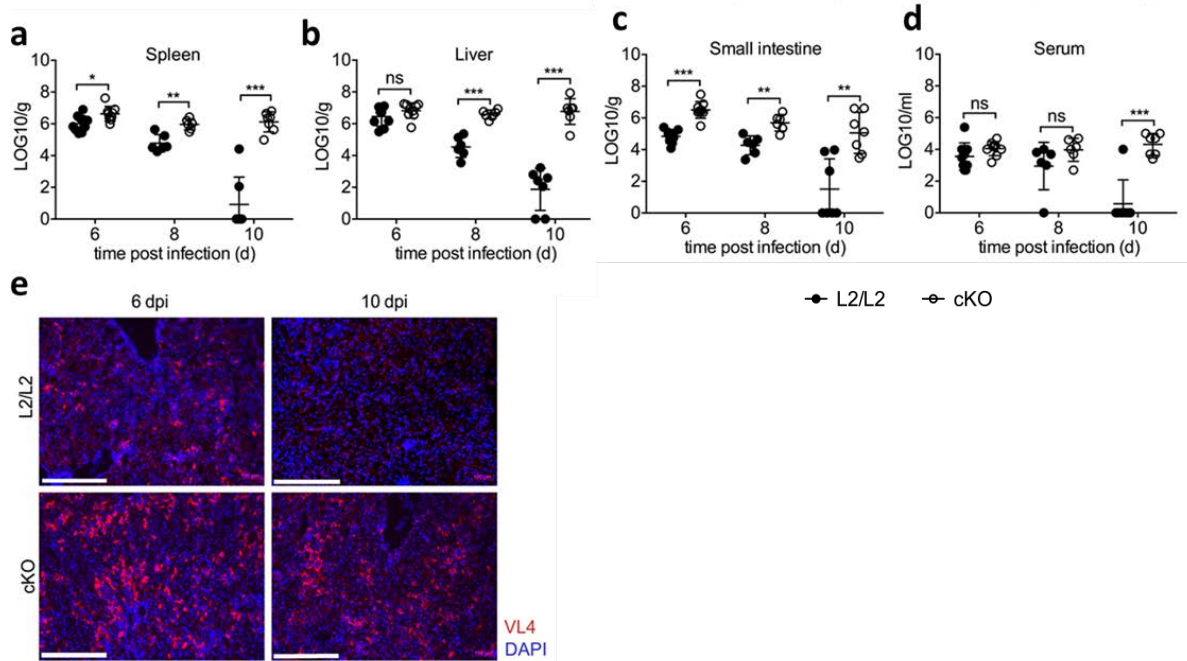 a
Spleen
LOG10/g
10
8
6
4
2
0
*
**
***
6
8
10
time post infection (d)
b
Liver
LOG10/g
10
8
6
4
2
0
ns
***
***
6
8
10
time post infection (d)
c
Small intestine
LOG10/g
10
8
6
4
2
0
***
**
**
6
8
10
time post infection (d)
d
Serum
LOG10/ml
10
8
6
4
2
0
ns
ns
***
6
8
10
time post infection (d)
L2/L2
cKO
e
6 dpi
10 dpi
L2/L2
cKO
VL4
DAPI